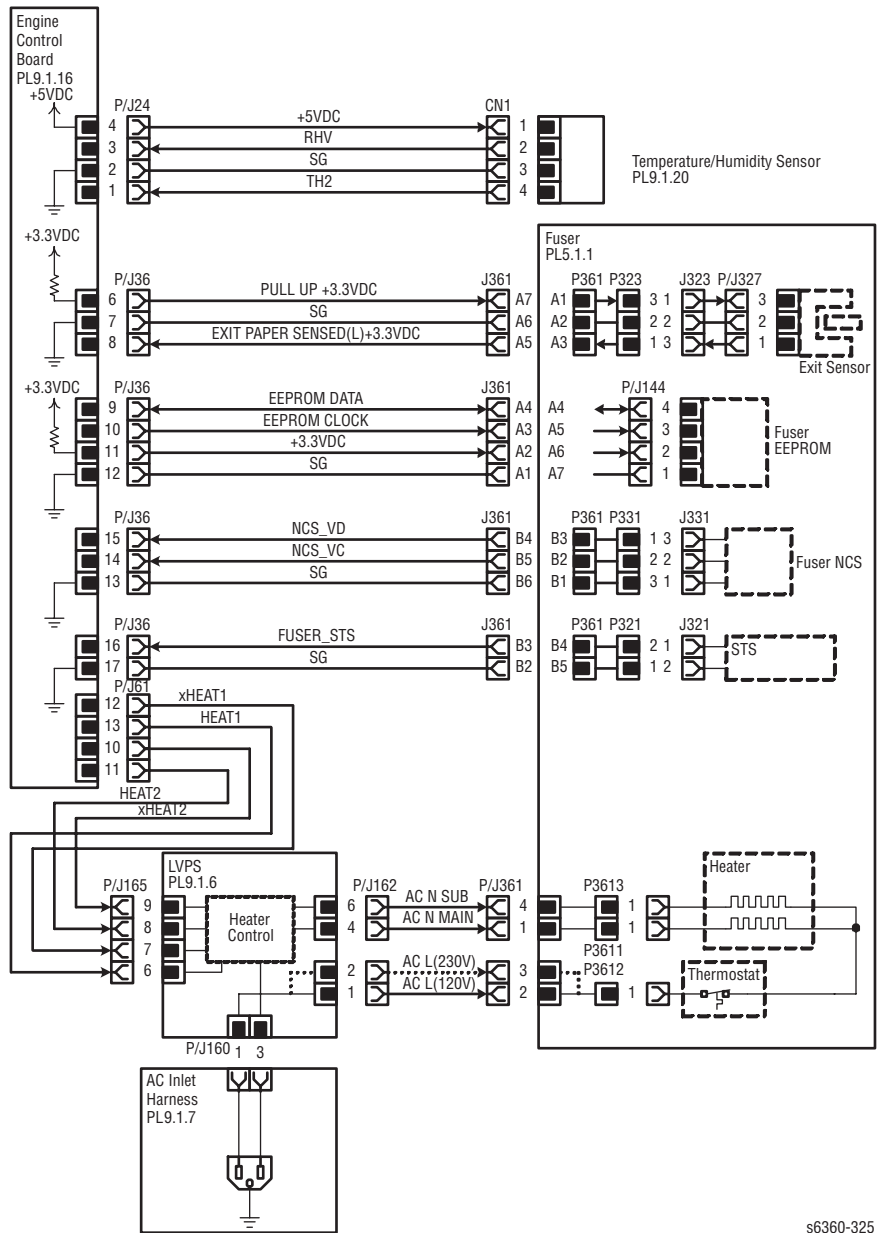 Engine
Control
Board
PL9.1.16
+5VDC
P/J24
4
3
2
1
+5VDC
RHV
SG
TH2
CN1
1
2
3
4
Temperature/Humidity Sensor
PL9.1.20
Fuser
PL5.1.1
+3.3VDC
P/J36
6
7
8
PULL UP +3.3VDC
SG
EXIT PAPER SENSED(L)+3.3VDC
J361
A7
A6
A5
P361 P323 J323 P/J327
A1 3 1 3
A2 2 2 2
A3 1 3 1
Exit Sensor
+3.3VDC
P/J36
9
10
11
12
EEPROM DATA
EEPROM CLOCK
+3.3VDC
SG
J361
A4
A3
A2
A1
P/J144
A4 4
A5 3
A6 2
A7 1
Fuser
EEPROM
P/J36
15
14
13
NCS_VD
NCS_VC
SG
J361
B4
B5
B6
P361 P331 J331
B3 1 3
B2 2 2
B1 3 1
Fuser NCS
P/J36
16
17
FUSER_STS
SG
J361
B3
B2
P361 P321 J321
B4 2 1
B5 1 2
STS
P/J61
12
13
10
11
xHEAT1
HEAT1
HEAT2
xHEAT2
P/J165
9
8
7
6
LVPS
PL9.1.6
Heater
Control
P/J162
6
4
2
1
AC N SUB
AC N MAIN
AC L(230V)
AC L(120V)
P/J361
4
1
3
2
P3613
1
1
P3611
P3612
1
Heater
Thermostat
P/J160 1 3
AC Inlet
Harness
PL9.1.7
s6360-325